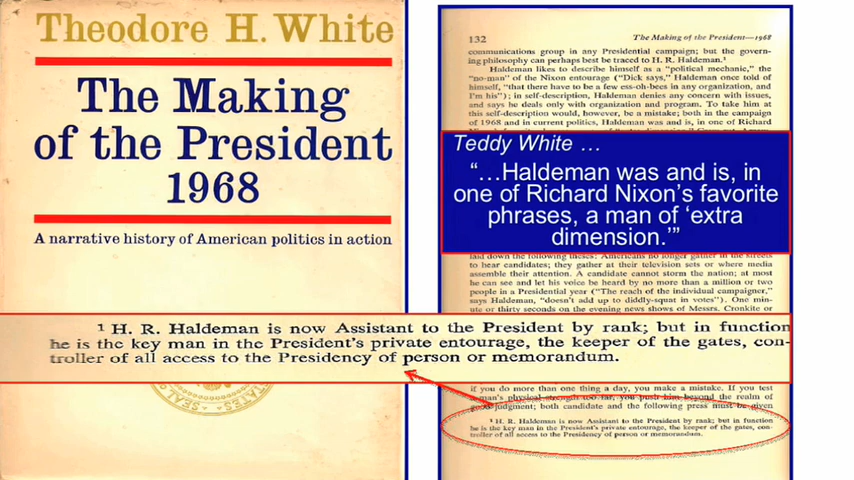 Theodore H. White
The Making
of the President
1968
A narrative history of American politics in action
132
The Making of the President—1968
communications group in any Presidential campaign; but the govern-
ing philosophy can perhaps best be traced to H. R. Haldeman.¹
Haldeman likes to describe himself as a "political mechanic," the
"no-man" of the Nixon entourage ("Dick says," Haldeman once told of
himself, "that there have to be a few ess-oh-bees in any organization, and
I'm his"); in self-description, Haldeman denies any concern with issues,
and says he deals only with organization and program. To take him at
this self-description would, however, be a mistake; both in the campaign
of 1968 and in current politics, Haldeman was and is, in one of Richard
Teddy White …
"…Haldeman was and is, in
one of Richard Nixon's favorite
phrases, a man of 'extra
dimension.'"
laid down the following theses: Americans no longer gather in the streets
to hear candidates; they gather at their television sets or where media
assemble their attention. A candidate cannot storm the nation; at most
he can see and let his voice be heard by no more than a million or two
people in a Presidential year ("The reach of the individual campaigner,"
says Haldeman, "doesn't add up to diddly-squat in votes"). One min-
ute or thirty seconds on the evening news shows of Messrs. Cronkite or
¹ H. R. Haldeman is now Assistant to the President by rank; but in function
he is the key man in the President's private entourage, the keeper of the gates, con-
troller of all access to the Presidency of person or memorandum.
if you do more than one thing a day, you make a mistake. If you test
a man's physical strength too far, you push him beyond the realm of
good judgment; both candidate and the following press must be given
¹ H. R. Haldeman is now Assistant to the President by rank; but in function
he is the key man in the President's private entourage, the keeper of the gates, con-
troller of all access to the Presidency of person or memorandum.